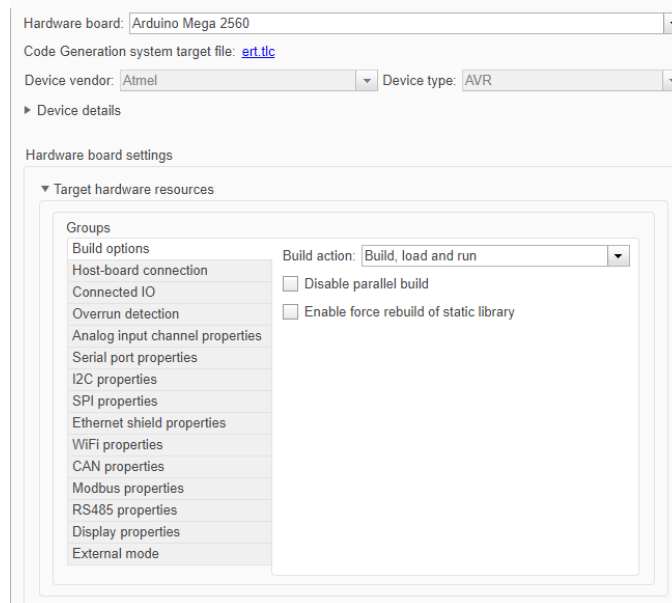 Hardware board: Arduino Mega 2560
Code Generation system target file: ert.tlc
Device vendor: Atmel Device type: AVR
Device details
Hardware board settings
Target hardware resources
Groups
Build options
Build action: Build, load and run
Host-board connection
Disable parallel build
Connected IO
Enable force rebuild of static library
Overrun detection
Analog input channel properties
Serial port properties
I2C properties
SPI properties
Ethernet shield properties
WiFi properties
CAN properties
Modbus properties
RS485 properties
Display properties
External mode